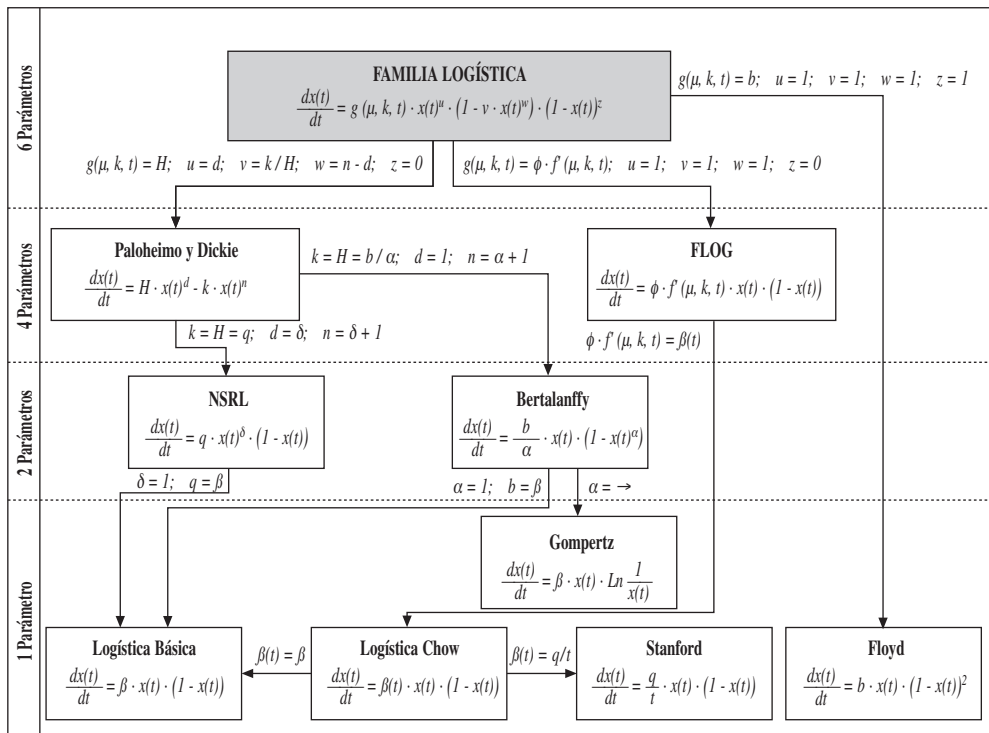 6 Parámetros
FAMILIA LOGÍSTICA
dx(t)/dt = g (μ, k, t) · x(t)^u · (1 - v · x(t)^w) · (1 - x(t))^z
g(μ, k, t) = b; u = 1; v = 1; w = 1; z = 1
g(μ, k, t) = H; u = d; v = k / H; w = n - d; z = 0
g(μ, k, t) = ϕ · f' (μ, k, t); u = 1; v = 1; w = 1; z = 0
4 Parámetros
Paloheimo y Dickie
dx(t)/dt = H · x(t)^d - k · x(t)^n
k = H = b / α; d = 1; n = α + 1
FLOG
dx(t)/dt = ϕ · f' (μ, k, t) · x(t) · (1 - x(t))
k = H = q; d = δ; n = δ + 1
ϕ · f' (μ, k, t) = β(t)
2 Parámetros
NSRL
dx(t)/dt = q · x(t)^δ · (1 - x(t))
Bertalanffy
dx(t)/dt = b/α · x(t) · (1 - x(t)^α)
δ = 1; q = β
α = 1; b = β
α = →
1 Parámetro
Gompertz
dx(t)/dt = β · x(t) · Ln 1/x(t)
Logística Básica
dx(t)/dt = β · x(t) · (1 - x(t))
β(t) = β
Logística Chow
dx(t)/dt = β(t) · x(t) · (1 - x(t))
β(t) = q/t
Stanford
dx(t)/dt = q/t · x(t) · (1 - x(t))
Floyd
dx(t)/dt = b · x(t) · (1 - x(t))^2